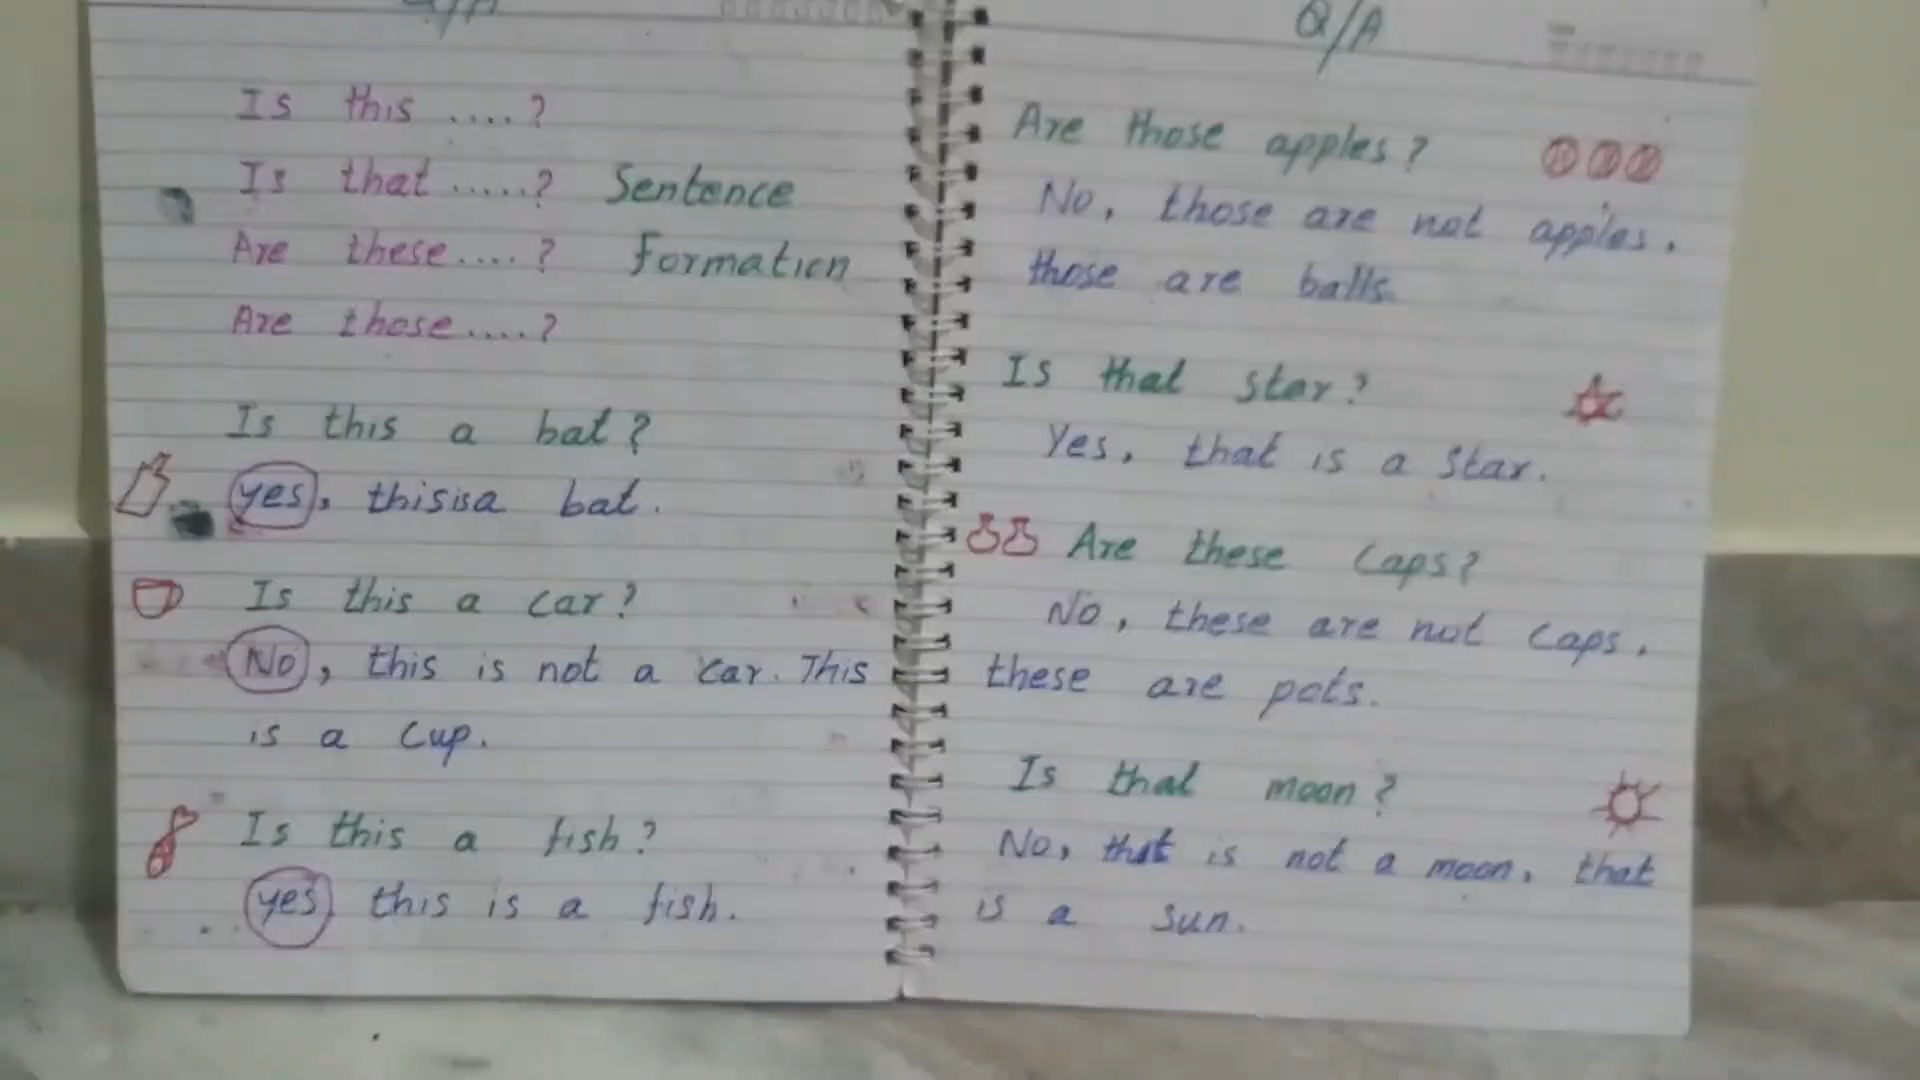 Q/A
Is this ....?
Is that .....? Sentence
Are these....? Formation
Are those....?
Is this a bat?
yes, this is a bat.
Is this a car?
No, this is not a car. This
is a cup.
Is this a fish?
yes this is a fish.
Q/A
Are those apples?
No, those are not apples.
those are balls.
Is that star?
Yes, that is a star.
Are these caps?
No, these are not caps.
these are pots.
Is that moon?
No, that is not a moon. that
is a sun.